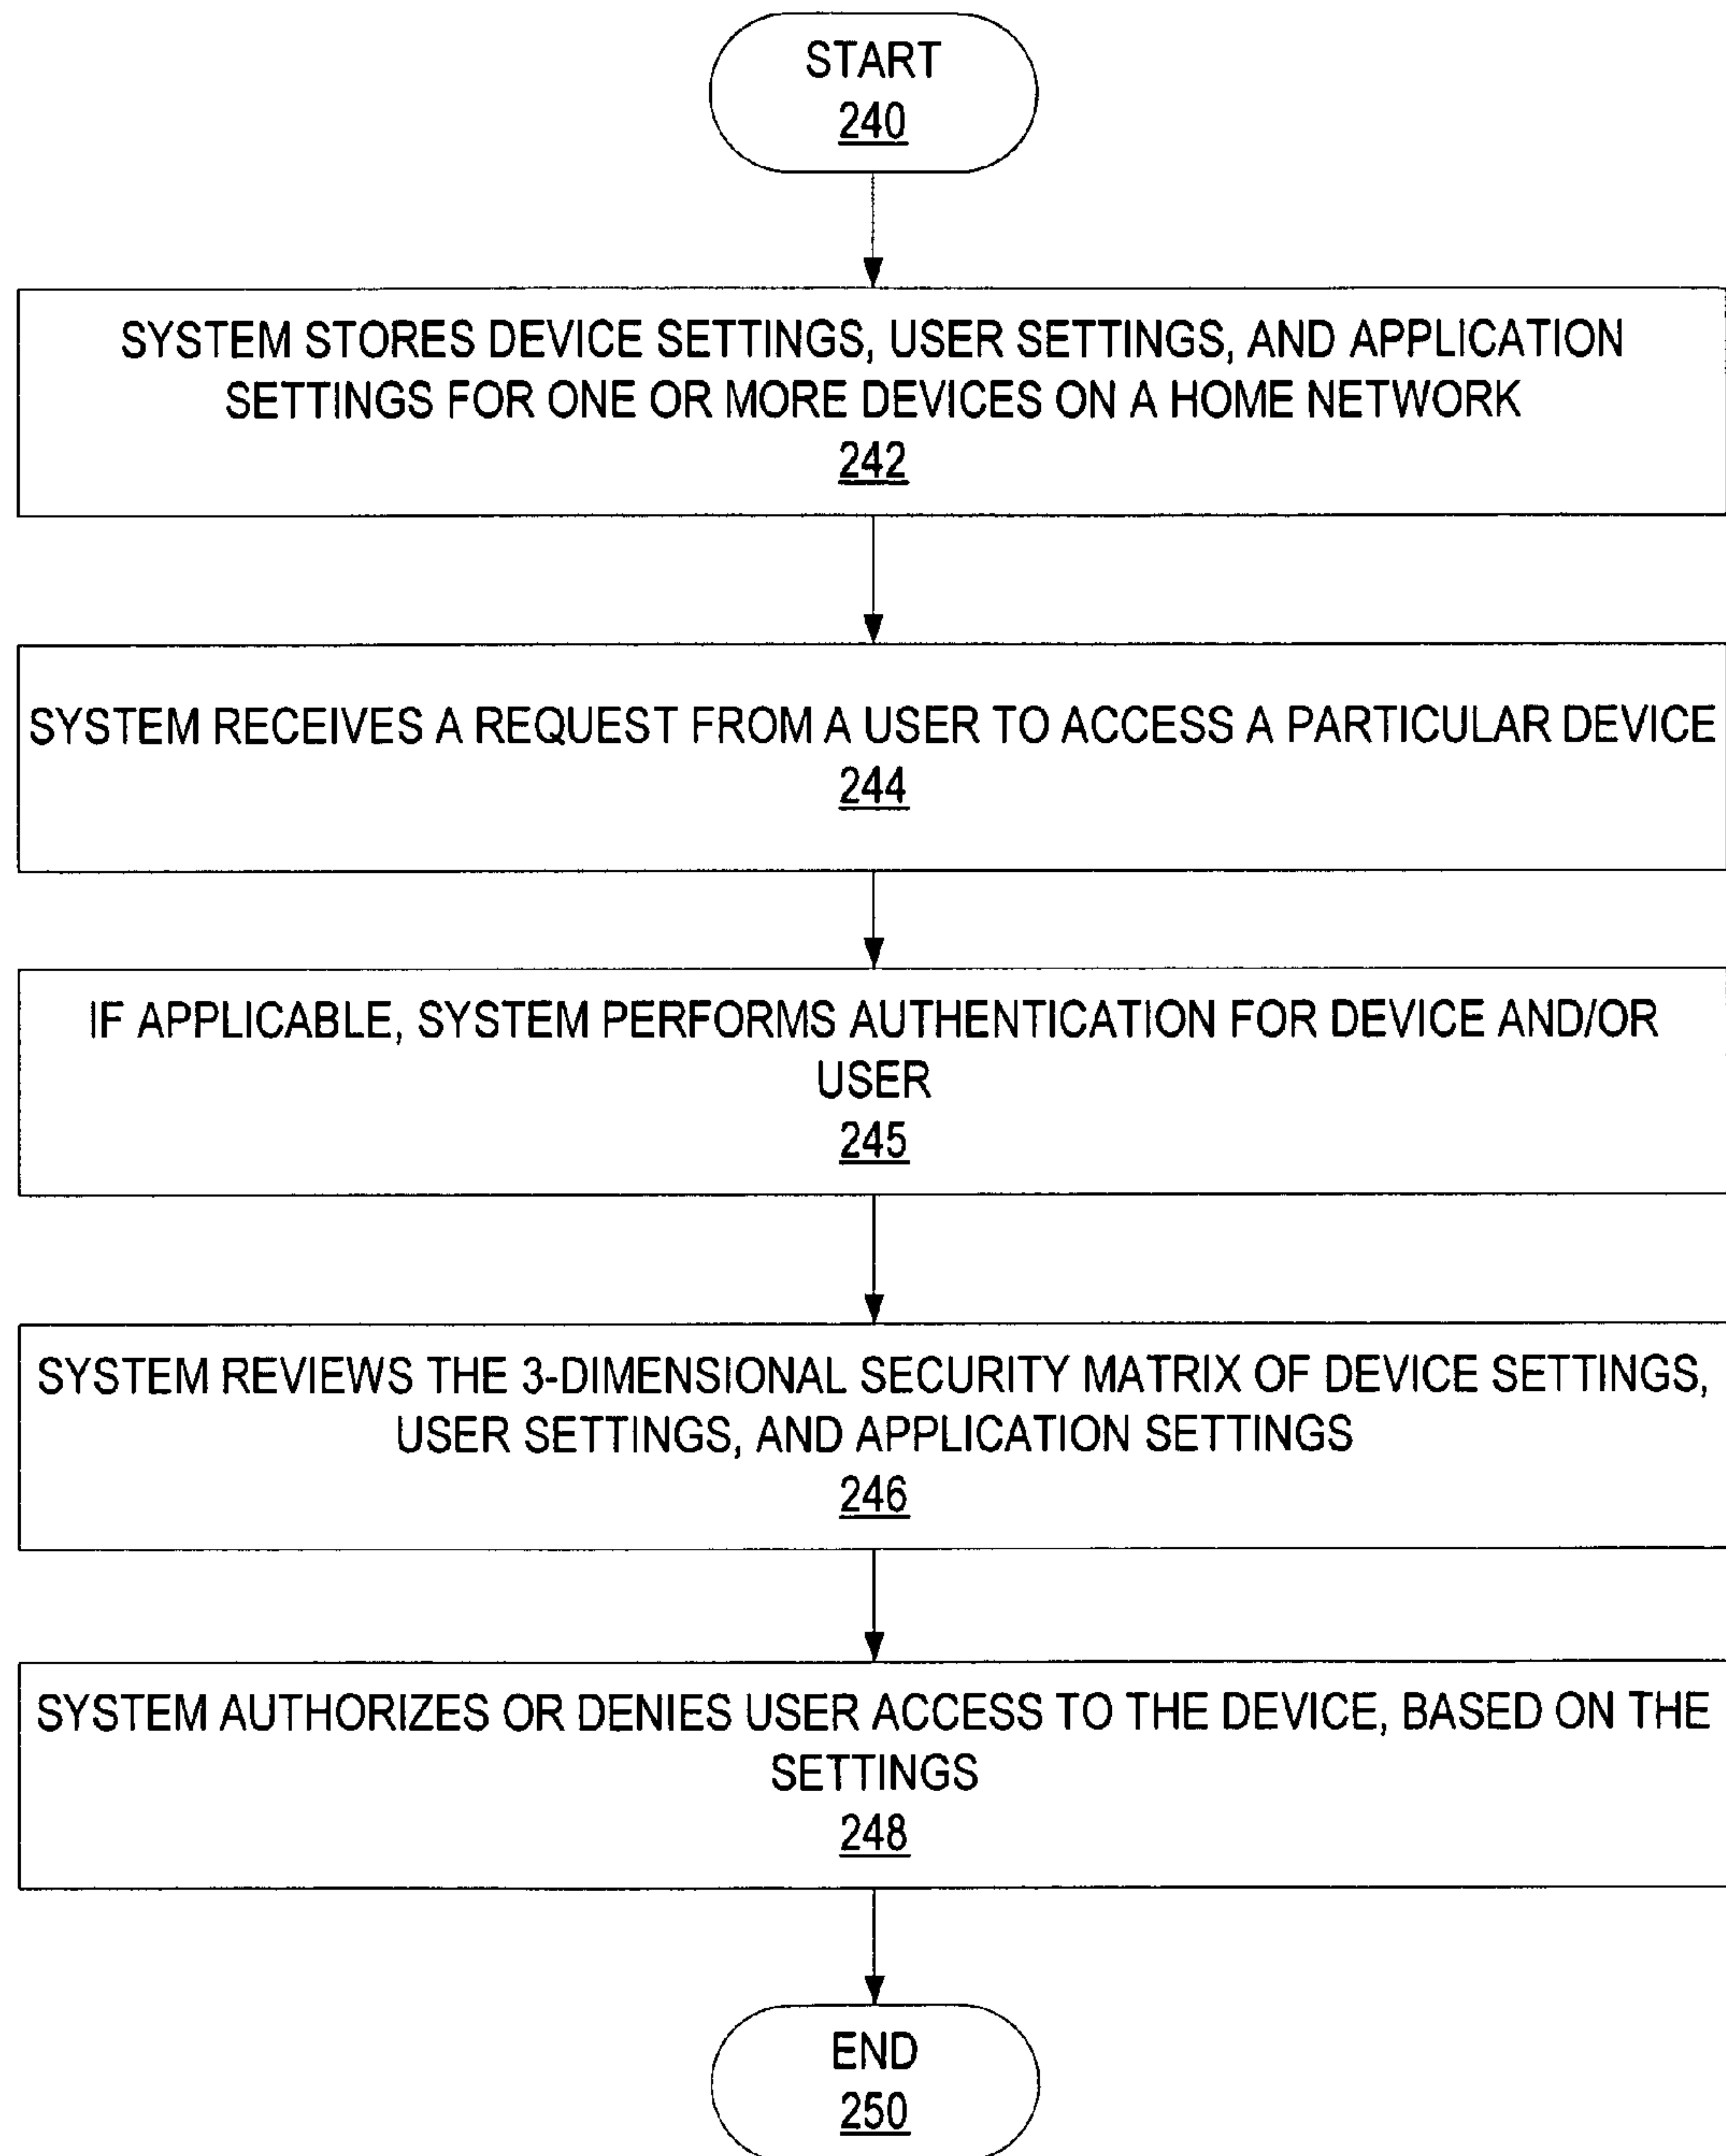 START
240
SYSTEM STORES DEVICE SETTINGS, USER SETTINGS, AND APPLICATION
SETTINGS FOR ONE OR MORE DEVICES ON A HOME NETWORK
242
SYSTEM RECEIVES A REQUEST FROM A USER TO ACCESS A PARTICULAR DEVICE
244
IF APPLICABLE, SYSTEM PERFORMS AUTHENTICATION FOR DEVICE AND/OR
USER
245
SYSTEM REVIEWS THE 3-DIMENSIONAL SECURITY MATRIX OF DEVICE SETTINGS,
USER SETTINGS, AND APPLICATION SETTINGS
246
SYSTEM AUTHORIZES OR DENIES USER ACCESS TO THE DEVICE, BASED ON THE
SETTINGS
248
END
250